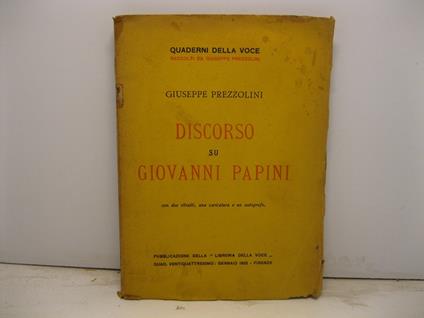 QUADERNI DELLA VOCE
RACCOLTI DA GIUSEPPE PREZZOLINI
GIUSEPPE PREZZOLINI
DISCORSO
SU
GIOVANNI PAPINI
con due ritratti, una caricatura e un autografo.
PUBBLICAZIONE DELLA " LIBRERIA DELLA VOCE „
QUAD. VENTIQUATTRESIMO: GENNAIO 1915 - FIRENZE